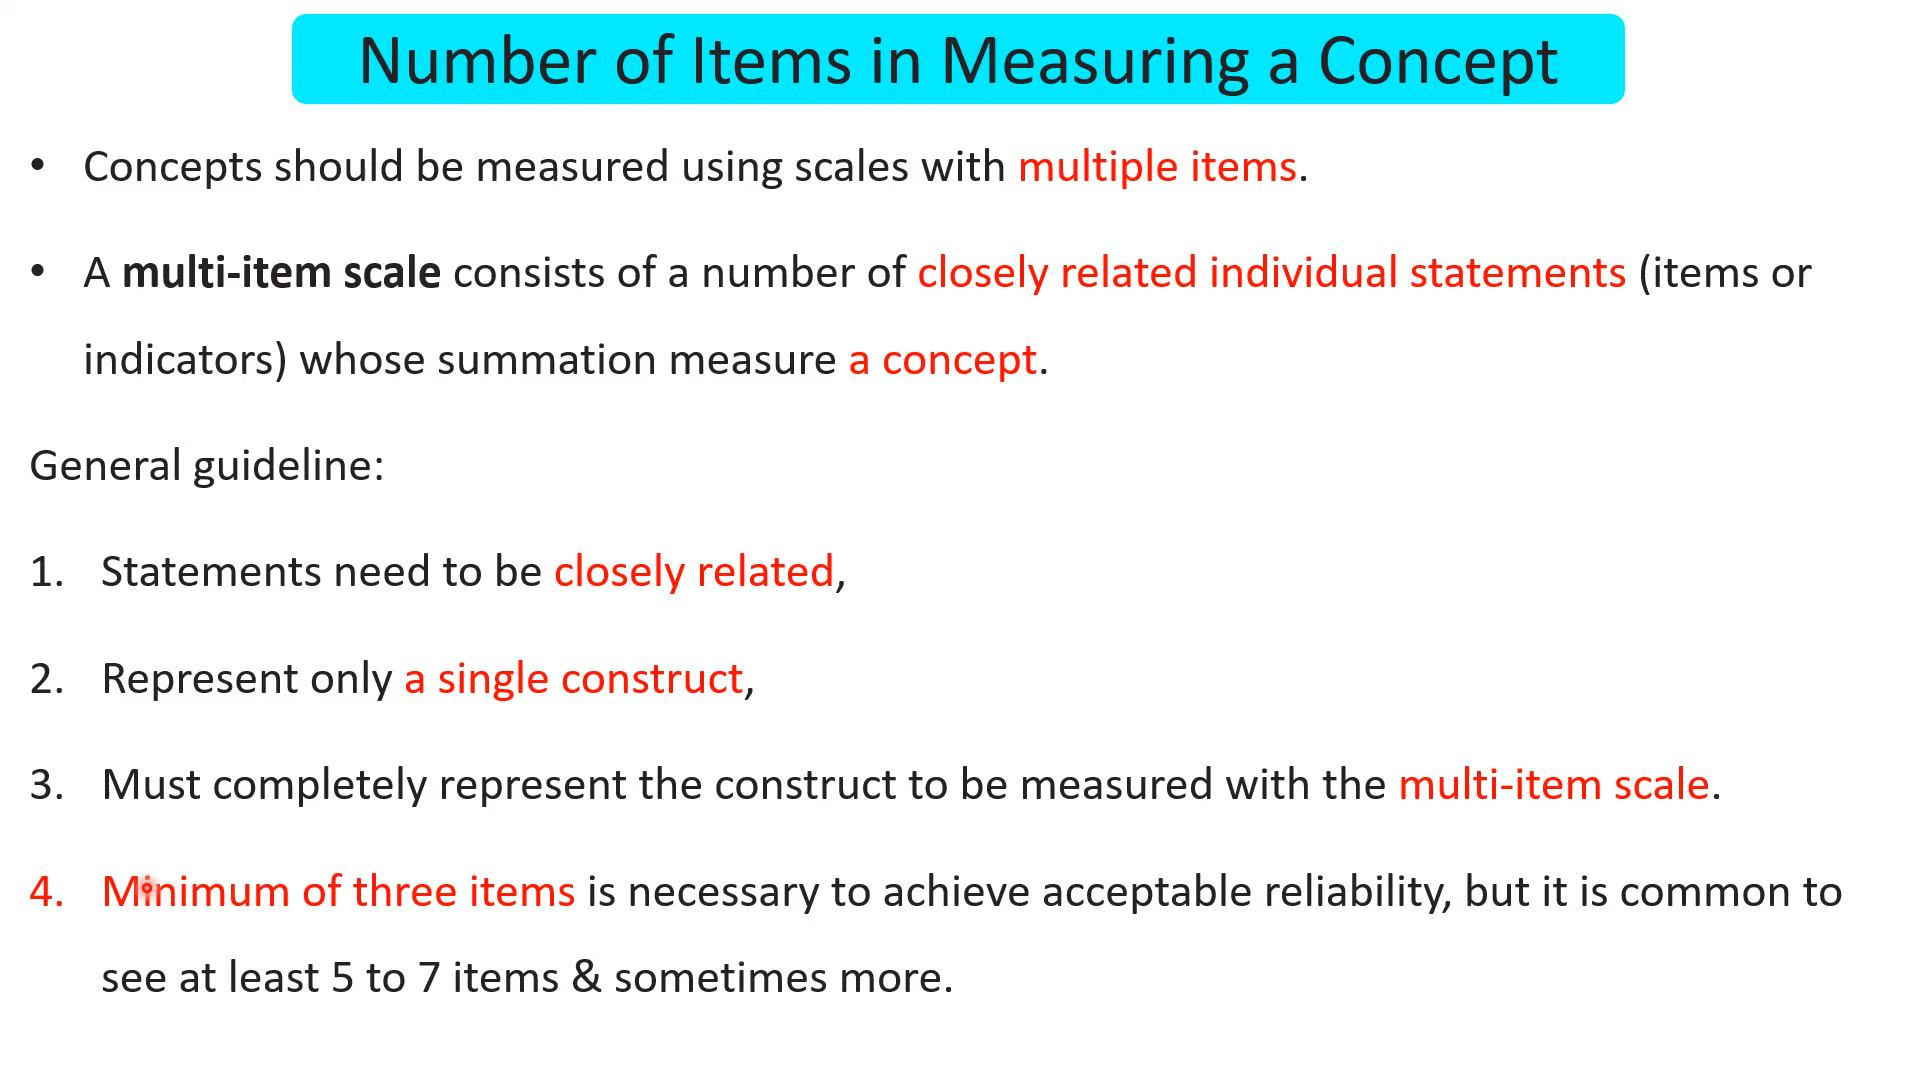 Number of Items in Measuring a Concept
• Concepts should be measured using scales with multiple items.
• A multi-item scale consists of a number of closely related individual statements (items or
indicators) whose summation measure a concept.
General guideline:
1. Statements need to be closely related,
2. Represent only a single construct,
3. Must completely represent the construct to be measured with the multi-item scale.
4. Minimum of three items is necessary to achieve acceptable reliability, but it is common to
see at least 5 to 7 items & sometimes more.